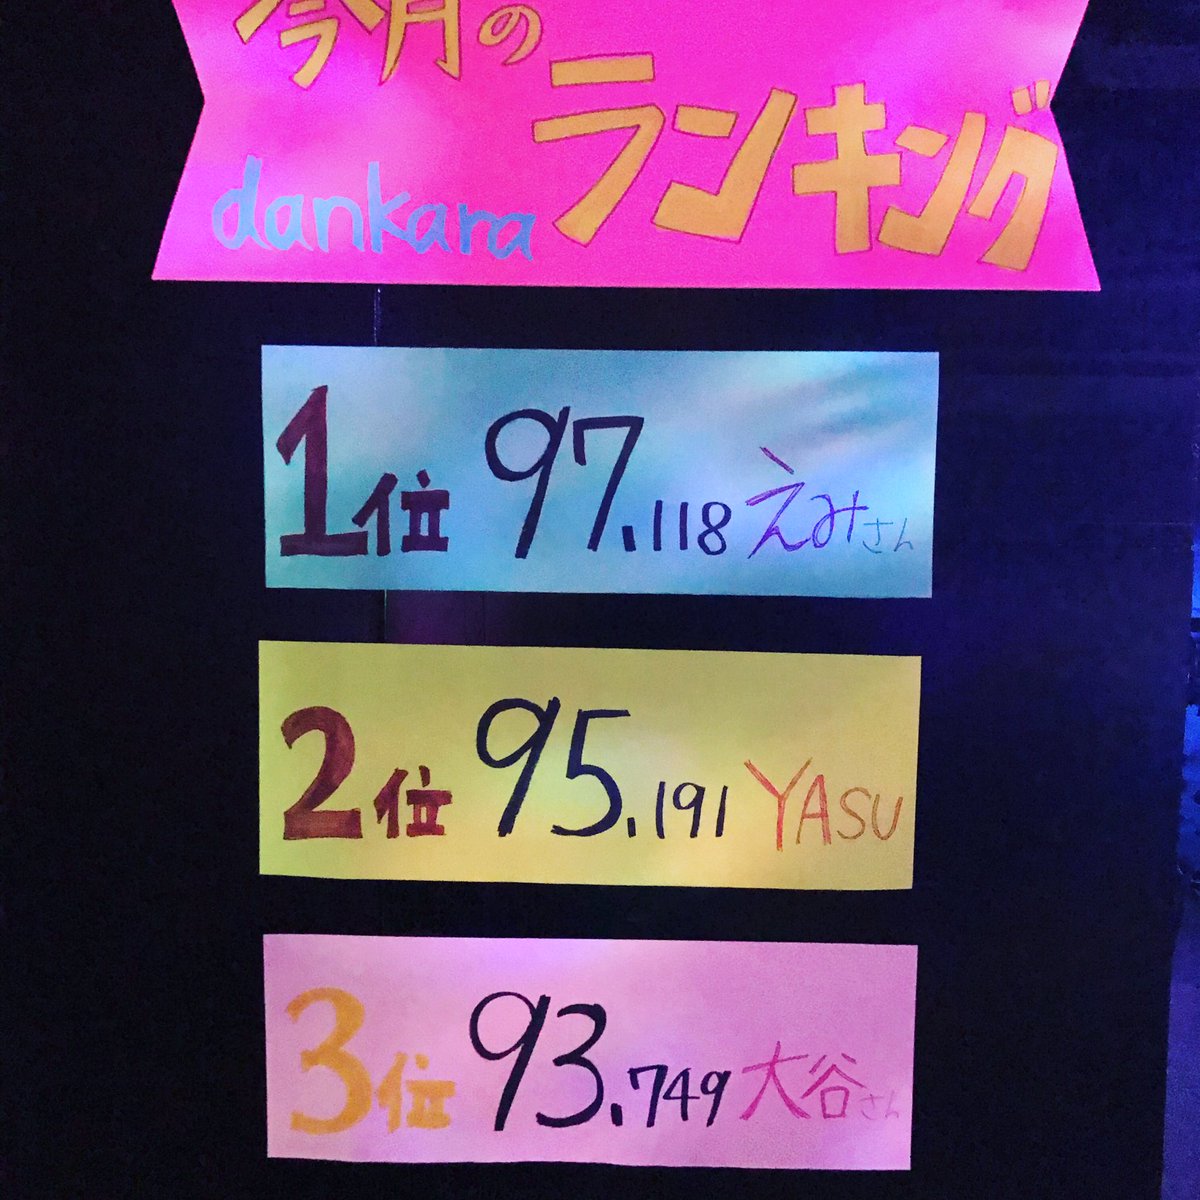 今月の
ランキング
dankara
1位 97.118 えみさん
2位 95.191 YASU
3位 93.749 大谷さん